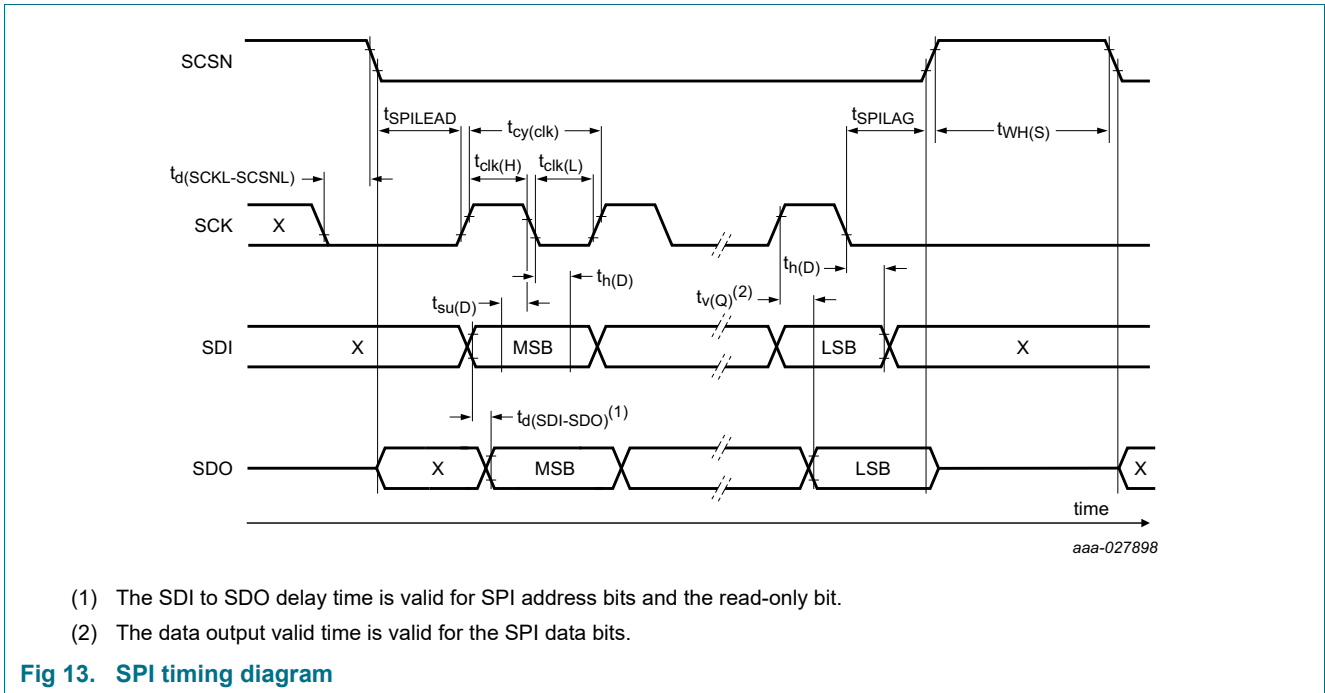 SCSN
tSPILEAD
tcy(clk)
tSPILAG
tWH(S)
td(SCKL-SCSNL)
tclk(H)
tclk(L)
SCK
X
th(D)
th(D)
tsu(D)
tv(Q)(2)
SDI
X
MSB
LSB
X
td(SDI-SDO)(1)
SDO
X
MSB
LSB
X
time
aaa-027898
(1) The SDI to SDO delay time is valid for SPI address bits and the read-only bit.
(2) The data output valid time is valid for the SPI data bits.
Fig 13. SPI timing diagram